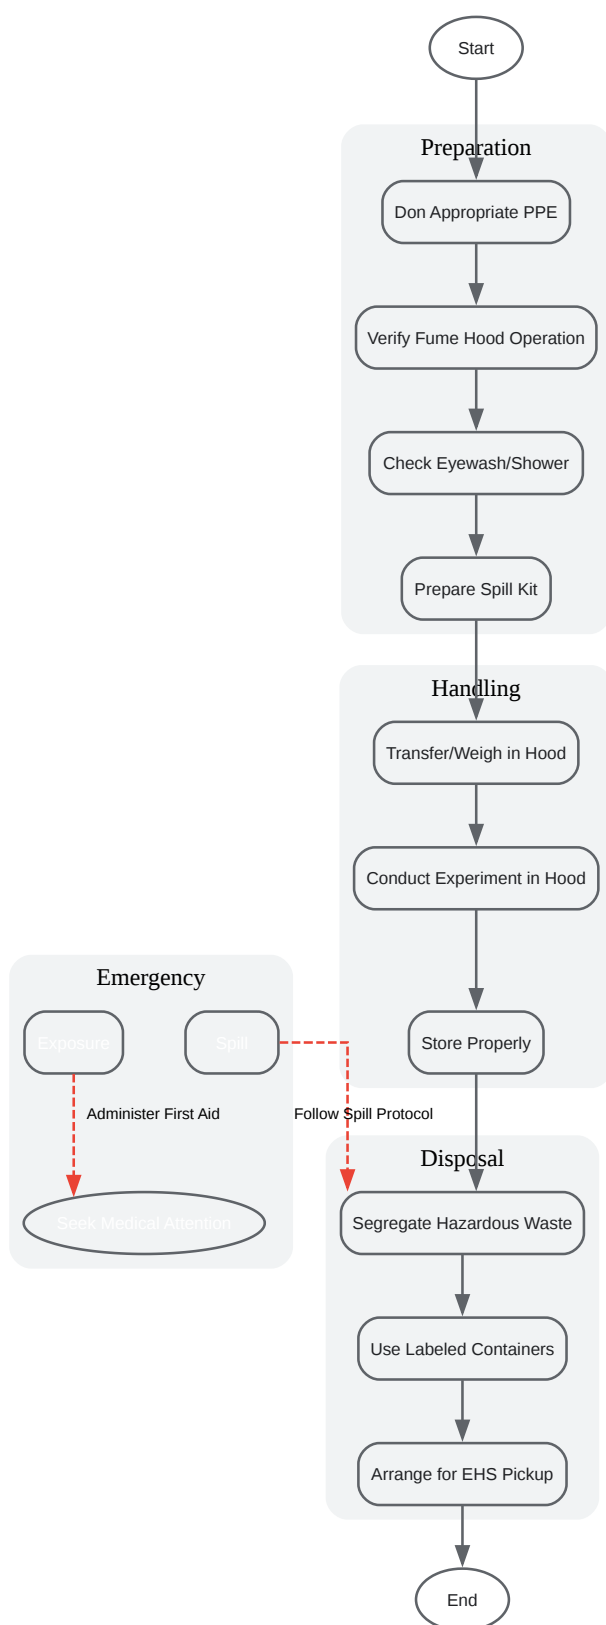 Start
Preparation
Don Appropriate PPE
Verify Fume Hood Operation
Check Eyewash/Shower
Prepare Spill Kit
Handling
Transfer/Weigh in Hood
Conduct Experiment in Hood
Store Properly
Emergency
Exposure
Spill
Administer First Aid
Follow Spill Protocol
Seek Medical Attention
Disposal
Segregate Hazardous Waste
Use Labeled Containers
Arrange for EHS Pickup
End